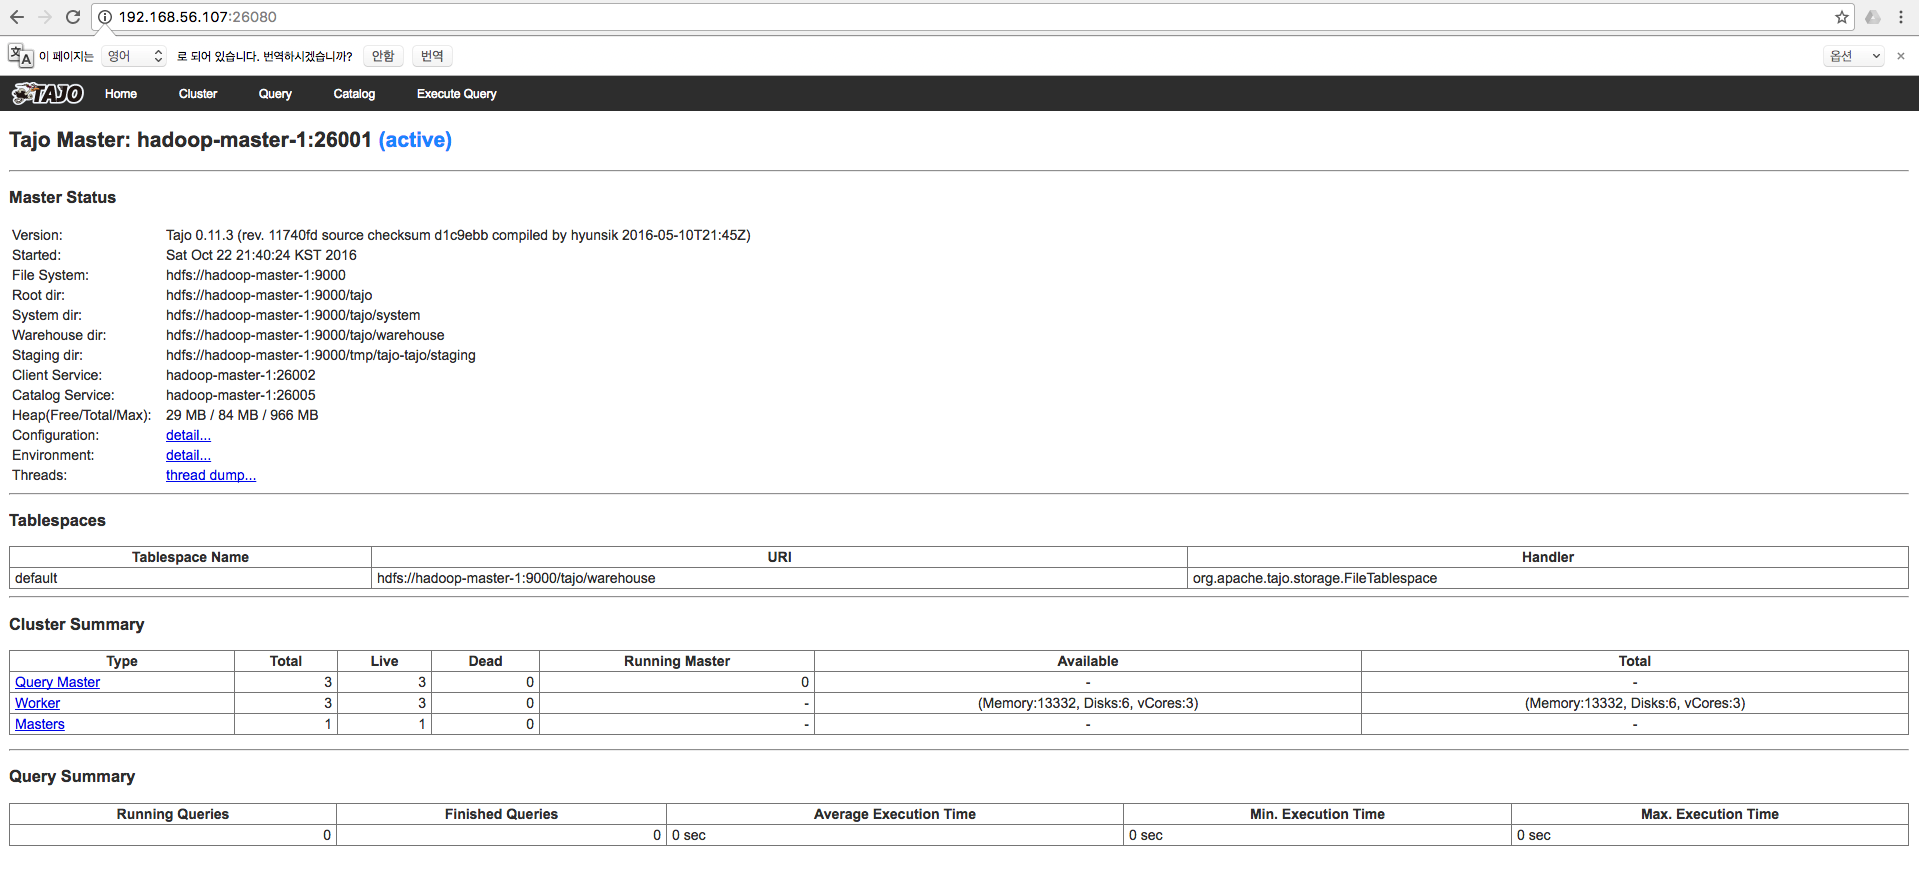 192.168.56.107:26080
이 페이지는 영어 로 되어 있습니다. 번역하시겠습니까? 안함 번역 옵션
TAJO Home Cluster Query Catalog Execute Query
Tajo Master: hadoop-master-1:26001 (active)
Master Status
Version: Tajo 0.11.3 (rev. 11740fd source checksum d1c9ebb compiled by hyunsik 2016-05-10T21:45Z)
Started: Sat Oct 22 21:40:24 KST 2016
File System: hdfs://hadoop-master-1:9000
Root dir: hdfs://hadoop-master-1:9000/tajo
System dir: hdfs://hadoop-master-1:9000/tajo/system
Warehouse dir: hdfs://hadoop-master-1:9000/tajo/warehouse
Staging dir: hdfs://hadoop-master-1:9000/tmp/tajo-tajo/staging
Client Service: hadoop-master-1:26002
Catalog Service: hadoop-master-1:26005
Heap(Free/Total/Max): 29 MB / 84 MB / 966 MB
Configuration: detail...
Environment: detail...
Threads: thread dump...
Tablespaces
Tablespace Name URI Handler
default hdfs://hadoop-master-1:9000/tajo/warehouse org.apache.tajo.storage.FileTablespace
Cluster Summary
Type Total Live Dead Running Master Available Total
Query Master 3 3 0 0 - -
Worker 3 3 0 - (Memory:13332, Disks:6, vCores:3) (Memory:13332, Disks:6, vCores:3)
Masters 1 1 0 - - -
Query Summary
Running Queries Finished Queries Average Execution Time Min. Execution Time Max. Execution Time
0 0 0 sec 0 sec 0 sec